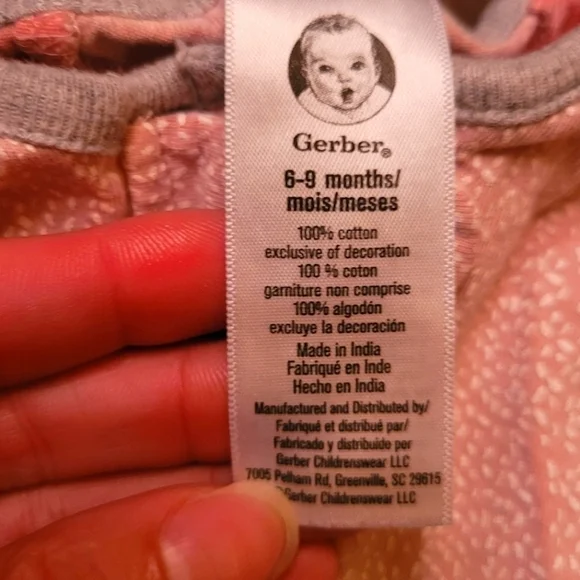 Gerber®
6-9 months/
mois/meses
100% cotton
exclusive of decoration
100 % coton
garniture non comprise
100% algodón
excluye la decoración
Made in India
Fabriqué en Inde
Hecho en India
Manufactured and Distributed by/
Fabriqué et distribué par/
Fabricado y distribuido por
Gerber Childrenswear LLC
7005 Pelham Rd, Greenville, SC 29615
Gerber Childrenswear LLC